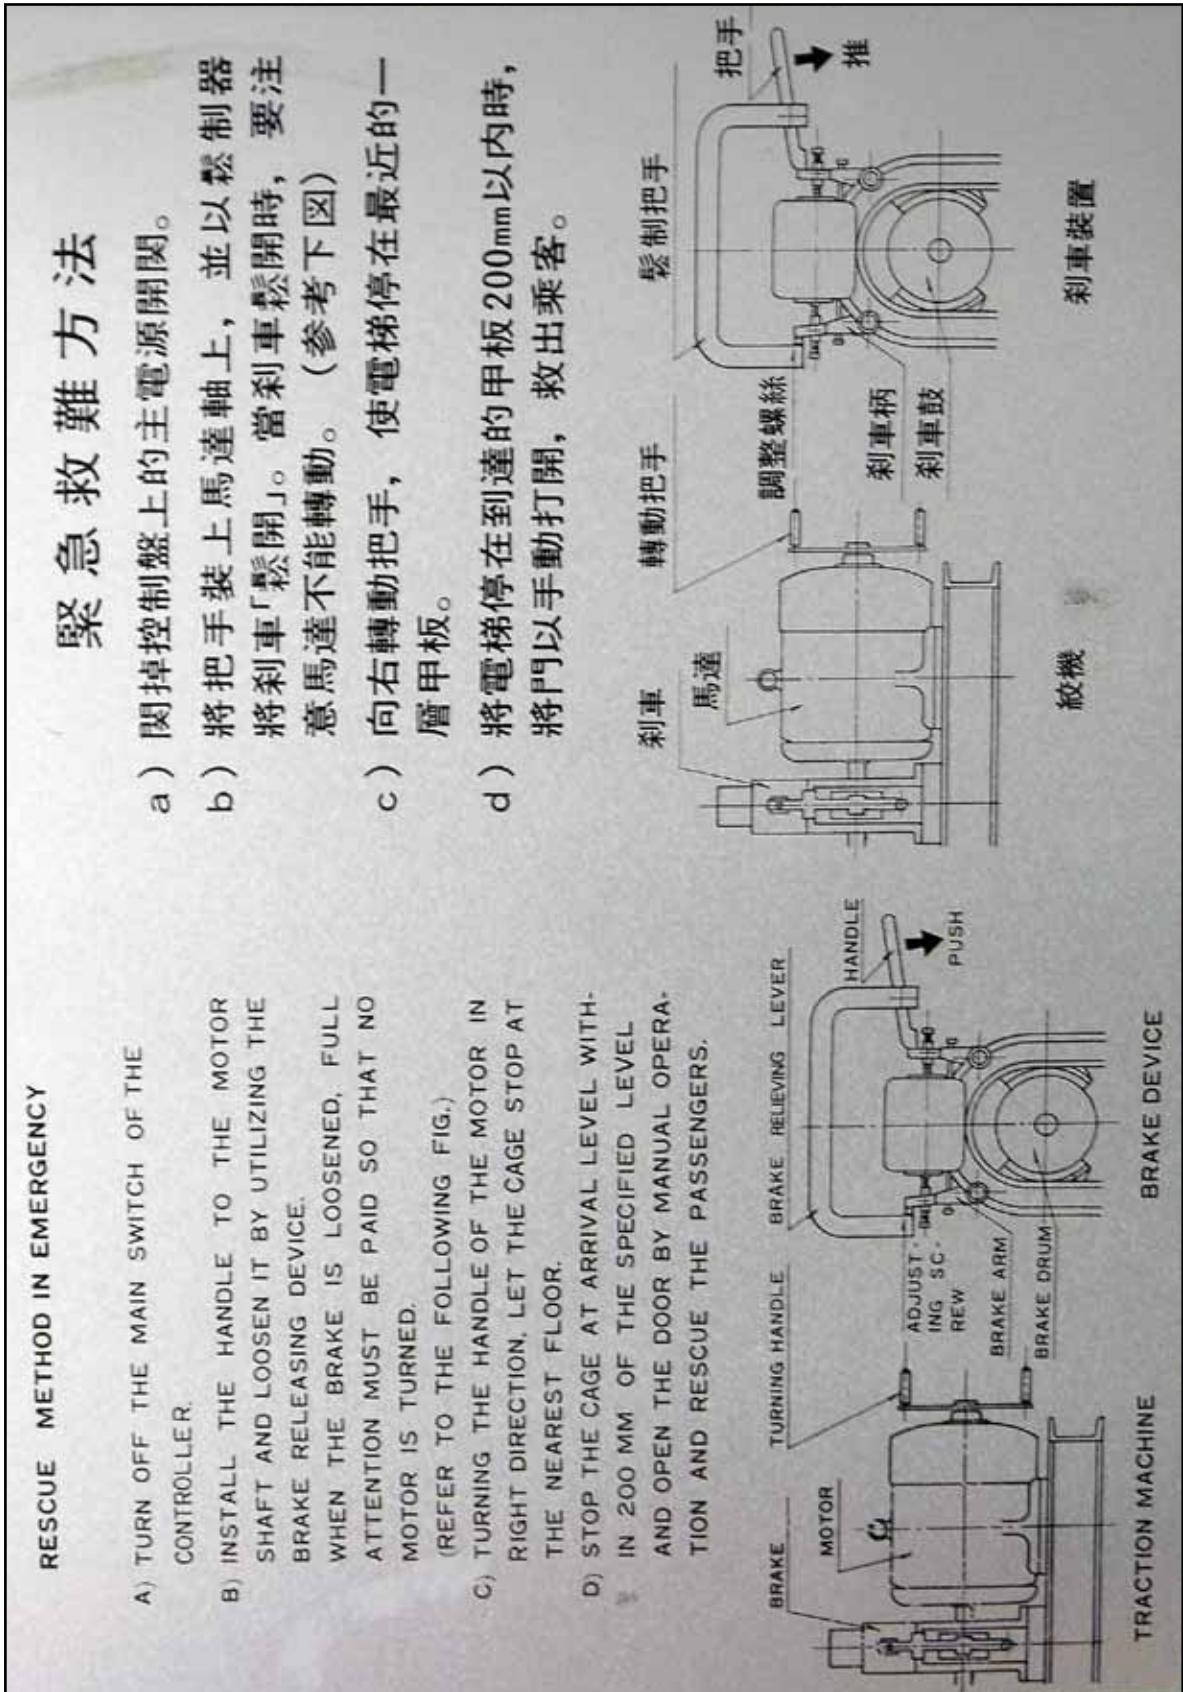 RESCUE METHOD IN EMERGENCY
A) TURN OFF THE MAIN SWITCH OF THE
CONTROLLER.
B) INSTALL THE HANDLE TO THE MOTOR
SHAFT AND LOOSEN IT BY UTILIZING THE
BRAKE RELEASING DEVICE.
WHEN THE BRAKE IS LOOSENED, FULL
ATTENTION MUST BE PAID SO THAT NO
MOTOR IS TURNED.
(REFER TO THE FOLLOWING FIG.)
C) TURNING THE HANDLE OF THE MOTOR IN
RIGHT DIRECTION, LET THE CAGE STOP AT
THE NEAREST FLOOR.
D) STOP THE CAGE AT ARRIVAL LEVEL WITH-
IN 200 MM OF THE SPECIFIED LEVEL
AND OPEN THE DOOR BY MANUAL OPERA-
TION AND RESCUE THE PASSENGERS.
BRAKE
MOTOR
TURNING HANDLE
TRACTION MACHINE
BRAKE RELIEVING LEVER
HANDLE
PUSH
ADJUST-
ING SC-
REW
BRAKE ARM
BRAKE DRUM
BRAKE DEVICE
緊急救難方法
a) 関掉控制盤上的主電源開関。
b) 將把手装上馬達軸上，並以鬆制器
將刹車「鬆開」。當刹車鬆開時，要注
意馬達不能轉動。(参考下図)
c) 向右轉動把手，使電梯停在最近的一
層甲板。
d) 將電梯停在到達的甲板200mm以内時，
將門以手動打開，救出乘客。
刹車
馬達
轉動把手
絞機
鬆制把手
把手
推
調整螺絲
刹車柄
刹車鼓
刹車装置